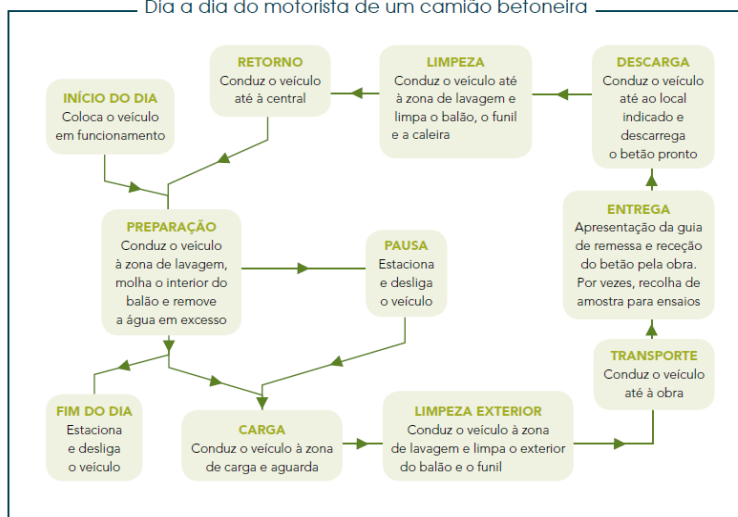 Dia a dia do motorista de um camião betoneira
INÍCIO DO DIA
Coloca o veículo
em funcionamento
RETORNO
Conduz o veículo
até à central
LIMPEZA
Conduz o veículo até
à zona de lavagem e
limpa o balão, o funil
e a caleira
DESCARGA
Conduz o veículo
até ao local
indicado e
descarrega
o betão pronto
PREPARAÇÃO
Conduz o veículo
à zona de lavagem,
molha o interior do
balão e remove
a água em excesso
PAUSA
Estaciona
e desliga
o veículo
ENTREGA
Apresentação da guia
de remessa e receção
do betão pela obra.
Por vezes, recolha de
amostra para ensaios
TRANSPORTE
Conduz o veículo
até à obra
FIM DO DIA
Estaciona
e desliga
o veículo
CARGA
Conduz o veículo à zona
de carga e aguarda
LIMPEZA EXTERIOR
Conduz o veículo à zona
de lavagem e limpa o exterior
do balão e o funil